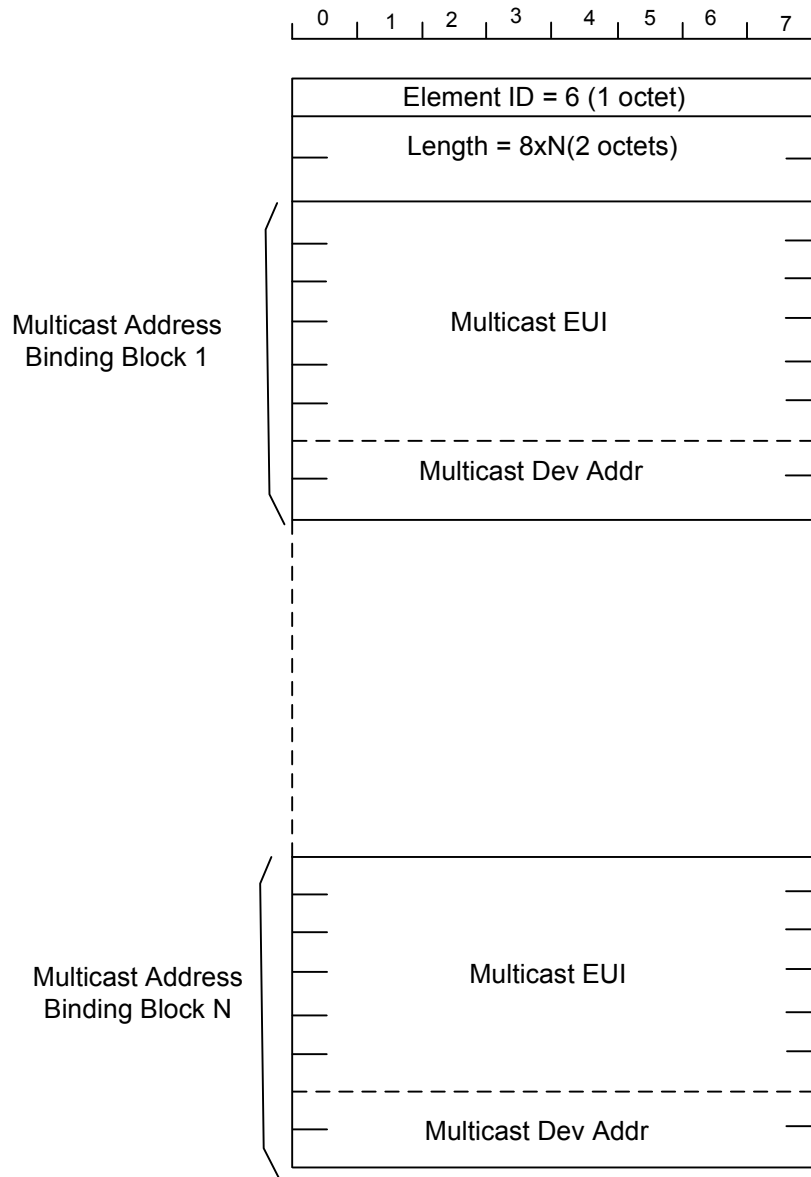 0 1 2 3 4 5 6 7
Element ID = 6 (1 octet)
Length = 8xN(2 octets)
Multicast Address
Binding Block 1
Multicast EUI
Multicast Dev Addr
Multicast Address
Binding Block N
Multicast EUI
Multicast Dev Addr